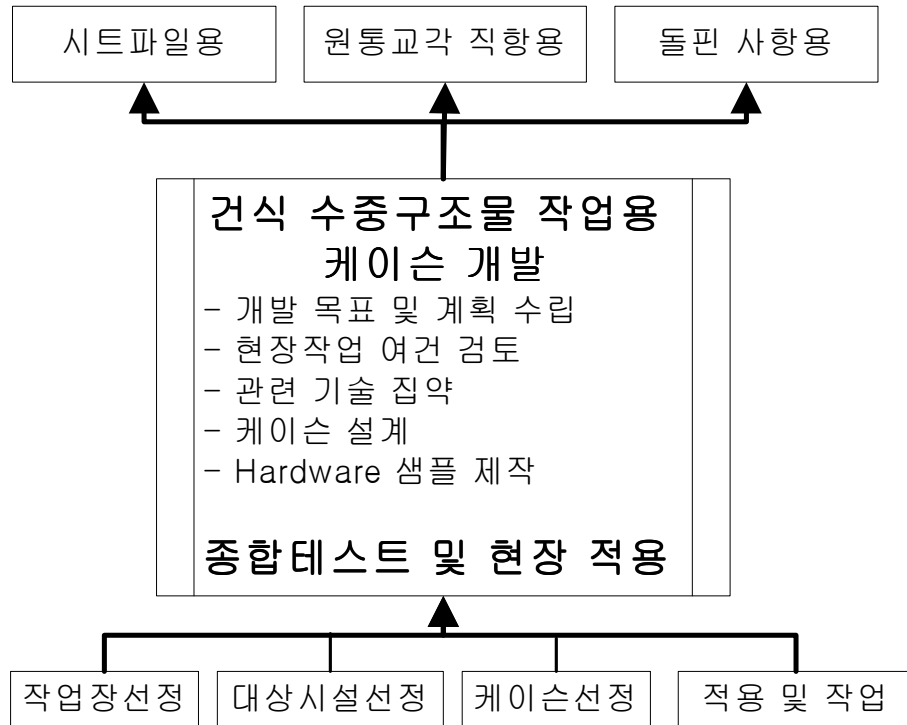 시트파일용
원통교각 직항용
돌핀 사항용
건식 수중구조물 작업용
케이슨 개발
- 개발 목표 및 계획 수립
- 현장작업 여건 검토
- 관련 기술 집약
- 케이슨 설계
- Hardware 샘플 제작
종합테스트 및 현장 적용
작업장선정
대상시설선정
케이슨선정
적용 및 작업